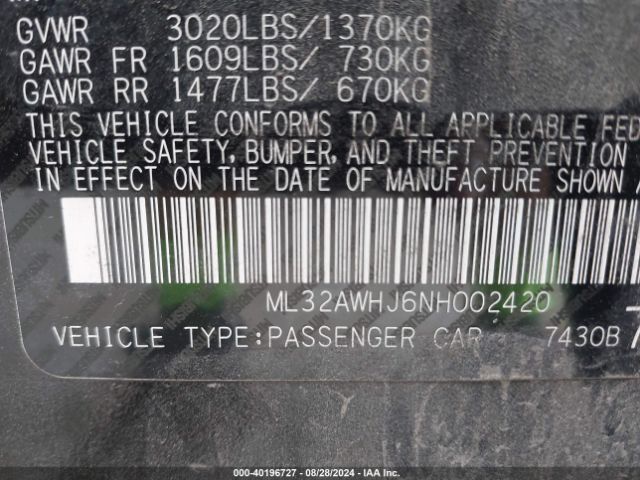 GVWR 3020LBS/1370KG
GAWR FR 1609LBS/ 730KG
GAWR RR 1477LBS/ 670KG
THIS VEHICLE CONFORMS TO ALL APPLICABLE FED
VEHICLE SAFETY, BUMPER, AND THEFT PREVENTION
IN EFFECT ON THE DATE OF MANUFACTURE SHOWN
ML32AWHJ6NH002420
VEHICLE TYPE:PASSENGER CAR 7430B
000-40196727 - 08/28/2024 - IAAI.COM